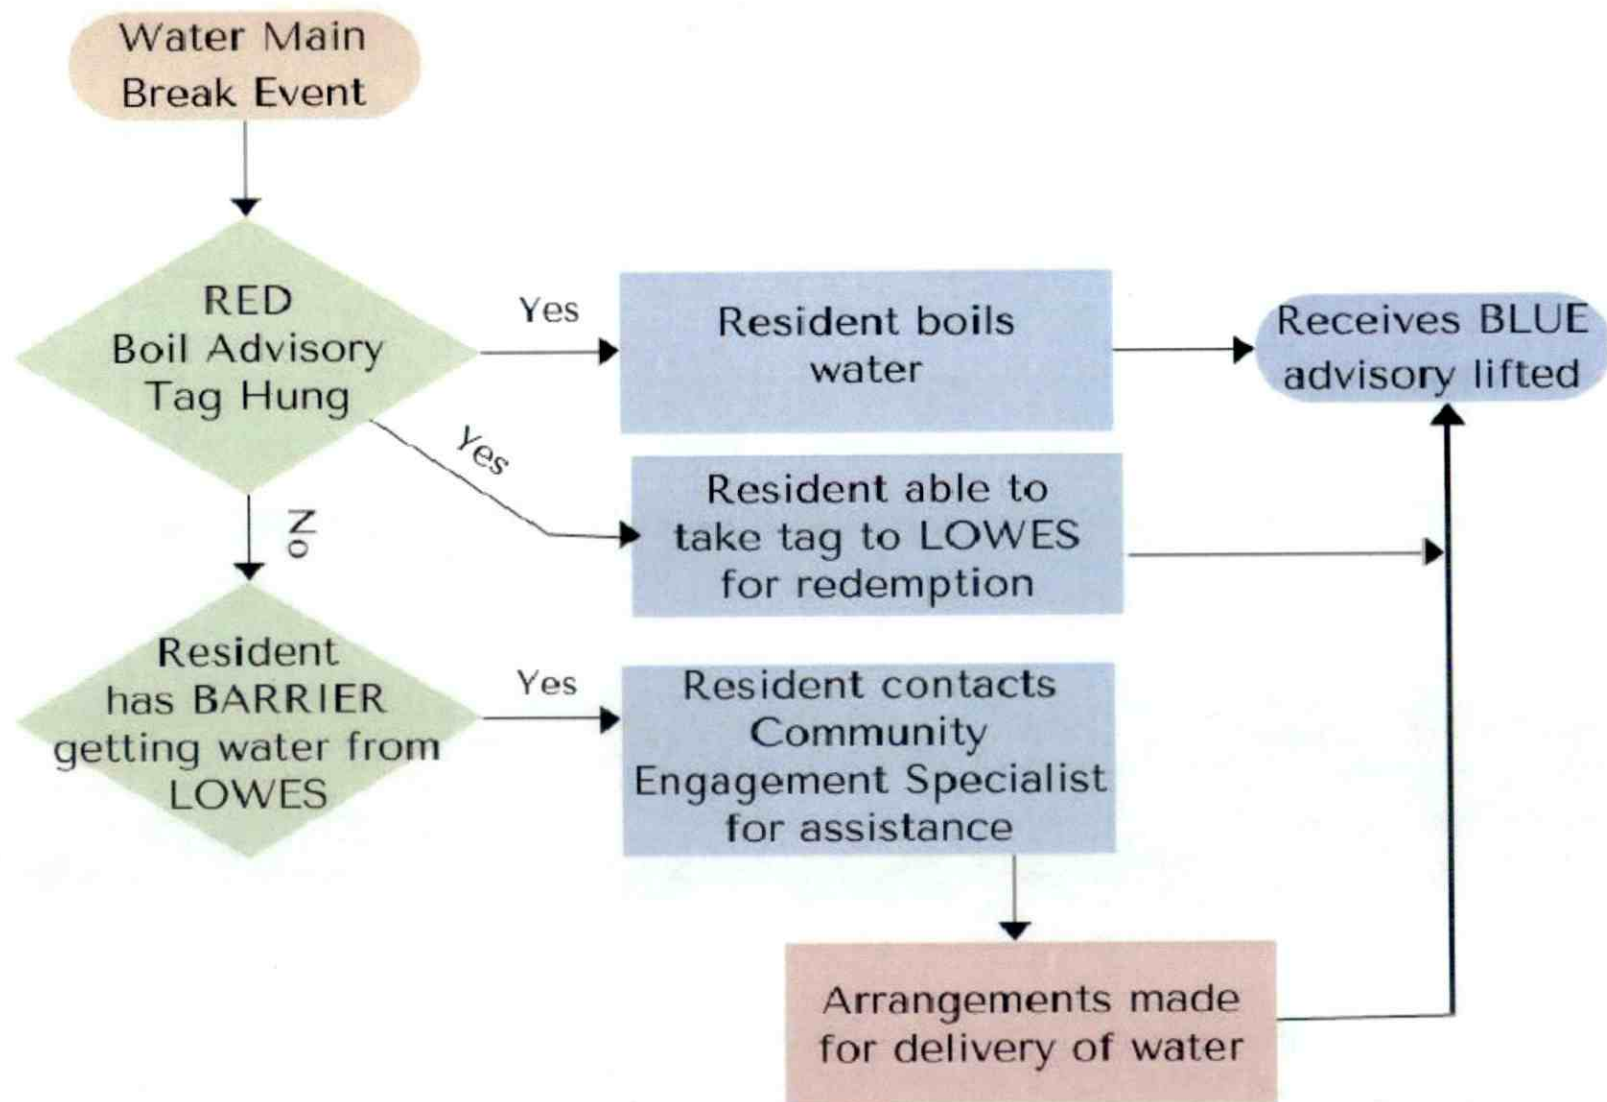 Water Main
Break Event
RED
Boil Advisory
Tag Hung
Yes
Resident boils
water
Receives BLUE
advisory lifted
Yes
Resident able to
take tag to LOWES
for redemption
No
Resident
has BARRIER
getting water from
LOWES
Yes
Resident contacts
Community
Engagement Specialist
for assistance
Arrangements made
for delivery of water